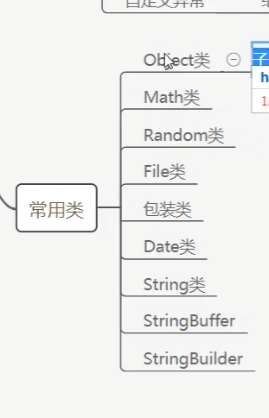 自定义异常
Object类
子
h
1.
Math类
Random类
File类
包装类
常用类
Date类
String类
StringBuffer
StringBuilder